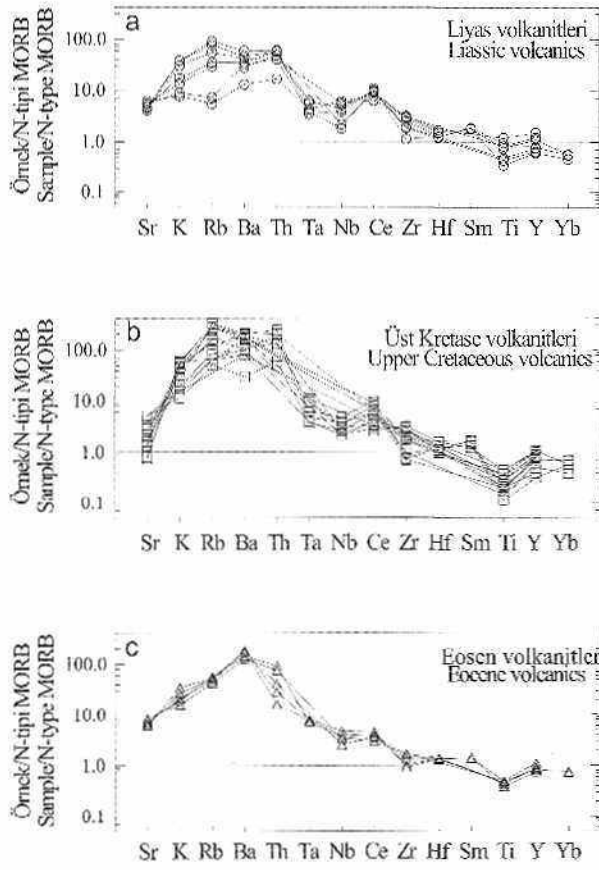 a
Liyas volkanitleri
Liassic volcanics
Örnek/N-tipi MORB
Sample/N-type MORB
100.0
10.0
1.0
0.1
Sr K Rb Ba Th Ta Nb Ce Zr Hf Sm Ti Y Yb
b
Üst Kretase volkanitleri
Upper Cretaceous volcanics
Örnek/N-tipi MORB
Sample/N-type MORB
100.0
10.0
1.0
0.1
Sr K Rb Ba Th Ta Nb Ce Zr Hf Sm Ti Y Yb
c
Eosen volkanitleri
Eocene volcanics
Örnek/N-tipi MORB
Sample/N-type MORB
100.0
10.0
1.0
0.1
Sr K Rb Ba Th Ta Nb Ce Zr Hf Sm Ti Y Yb